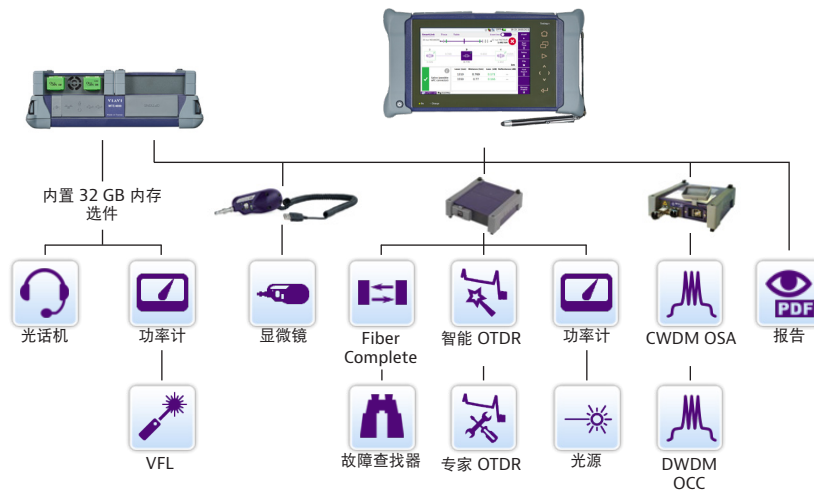 VIAVI
内置 32 GB 内存
选件
光话机
功率计
显微镜
Fiber
Complete
智能 OTDR
功率计
CWDM OSA
PDF
报告
VFL
故障查找器
专家 OTDR
光源
DWDM
OCC